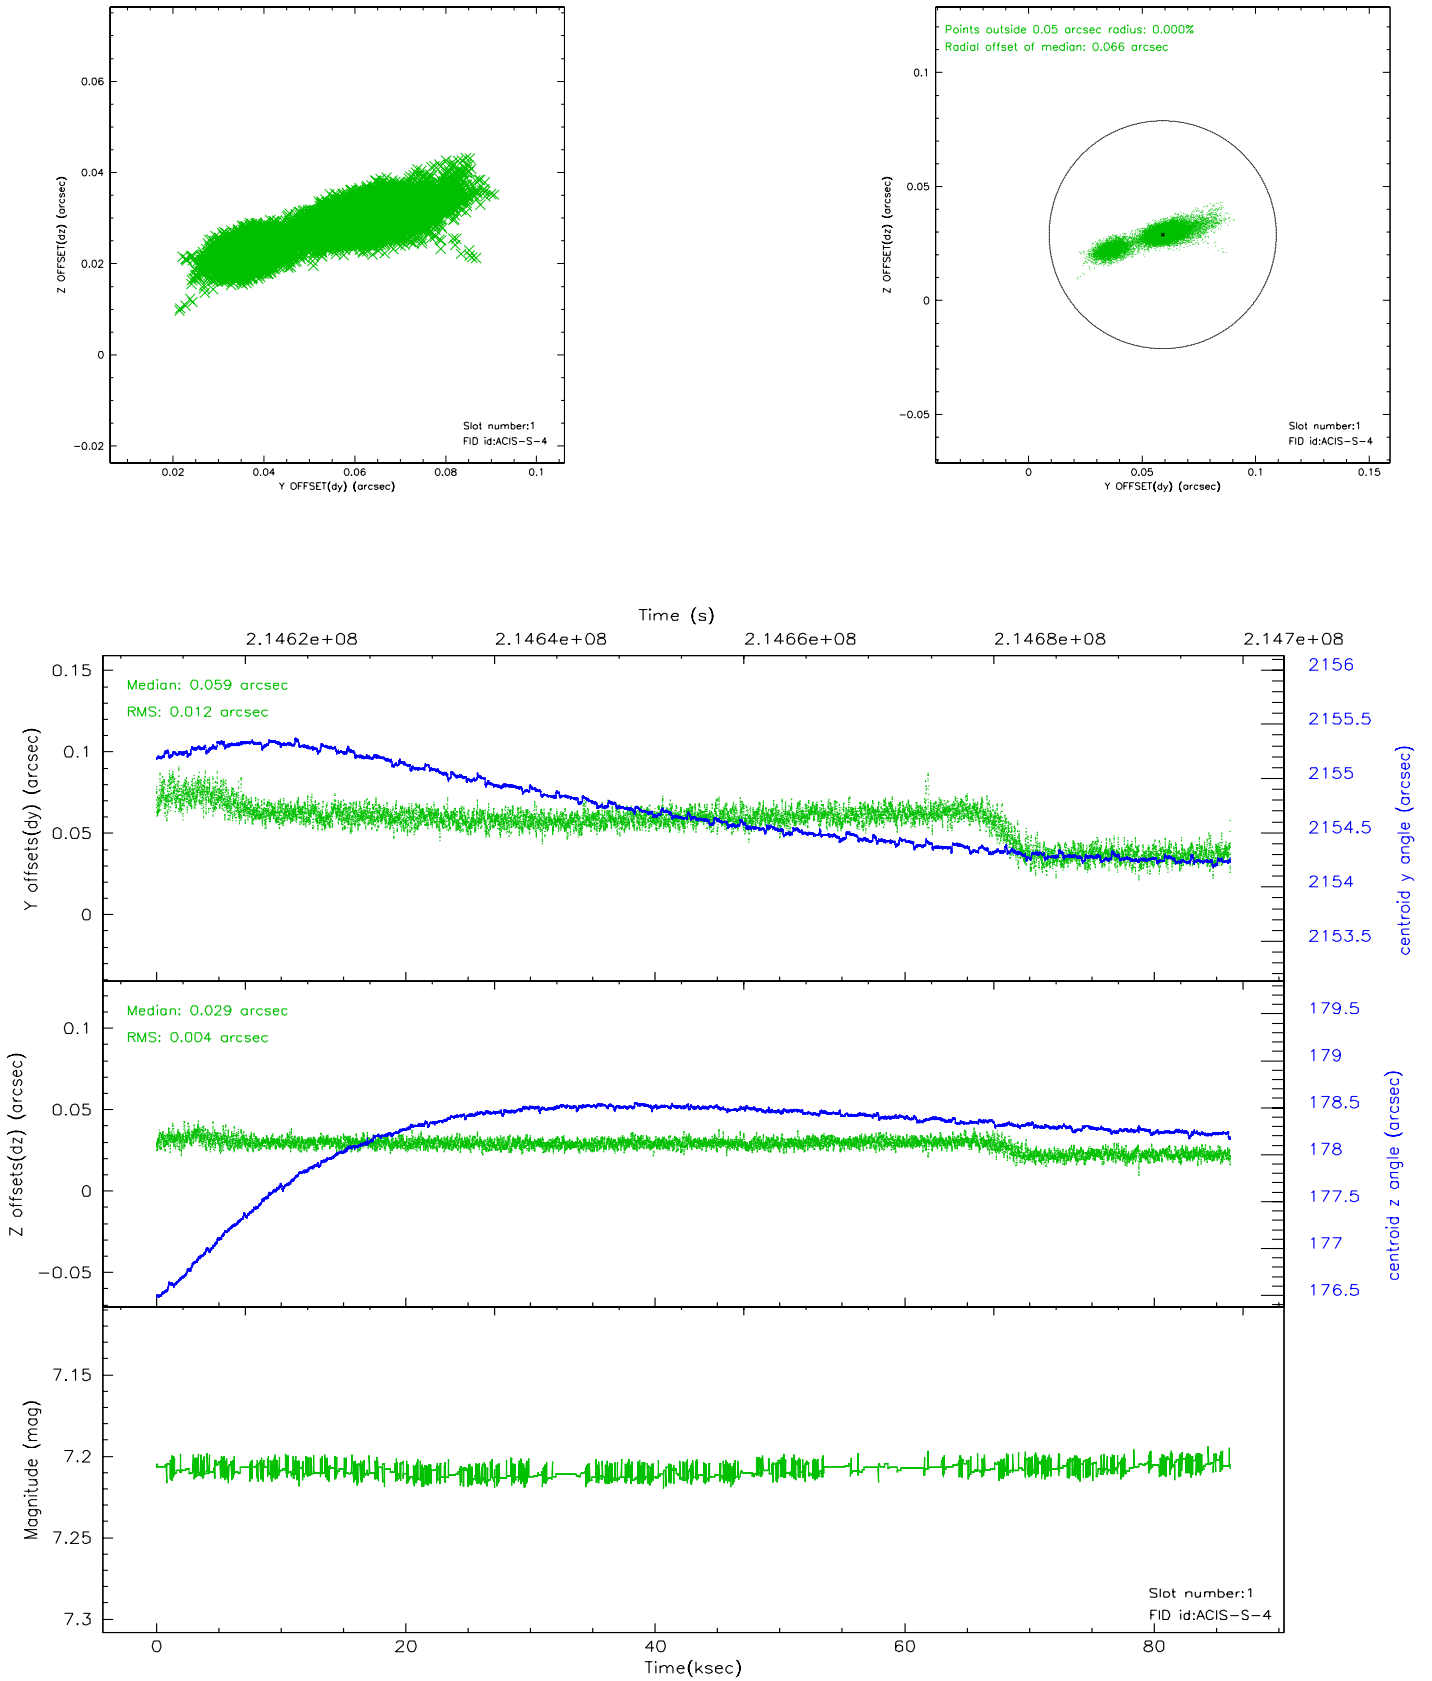 Points outside 0.05 arcsec radius: 0.000%
Radial offset of median: 0.066 arcsec
0.06
0.04
0.02
0
−0.02
Z OFFSET(dz) (arcsec)
Slot number:1
FID id:ACIS−S−4
0.02 0.04 0.06 0.08 0.1
Y OFFSET(dy) (arcsec)
0.1
0.05
0
−0.05
Z OFFSET(dz) (arcsec)
Slot number:1
FID id:ACIS−S−4
0 0.05 0.1 0.15
Y OFFSET(dy) (arcsec)
Time (s)
2.1462e+08 2.1464e+08 2.1466e+08 2.1468e+08 2.147e+08
Median: 0.059 arcsec
RMS: 0.012 arcsec
0.15
0.1
0.05
0
Y offsets(dy) (arcsec)
2156
2155.5
2155
2154.5
2154
2153.5
centroid y angle (arcsec)
Median: 0.029 arcsec
RMS: 0.004 arcsec
0.1
0.05
0
−0.05
Z offsets(dz) (arcsec)
179.5
179
178.5
178
177.5
177
176.5
centroid z angle (arcsec)
7.15
7.2
7.25
7.3
Magnitude (mag)
Slot number:1
FID id:ACIS−S−4
0 20 40 60 80
Time(ksec)